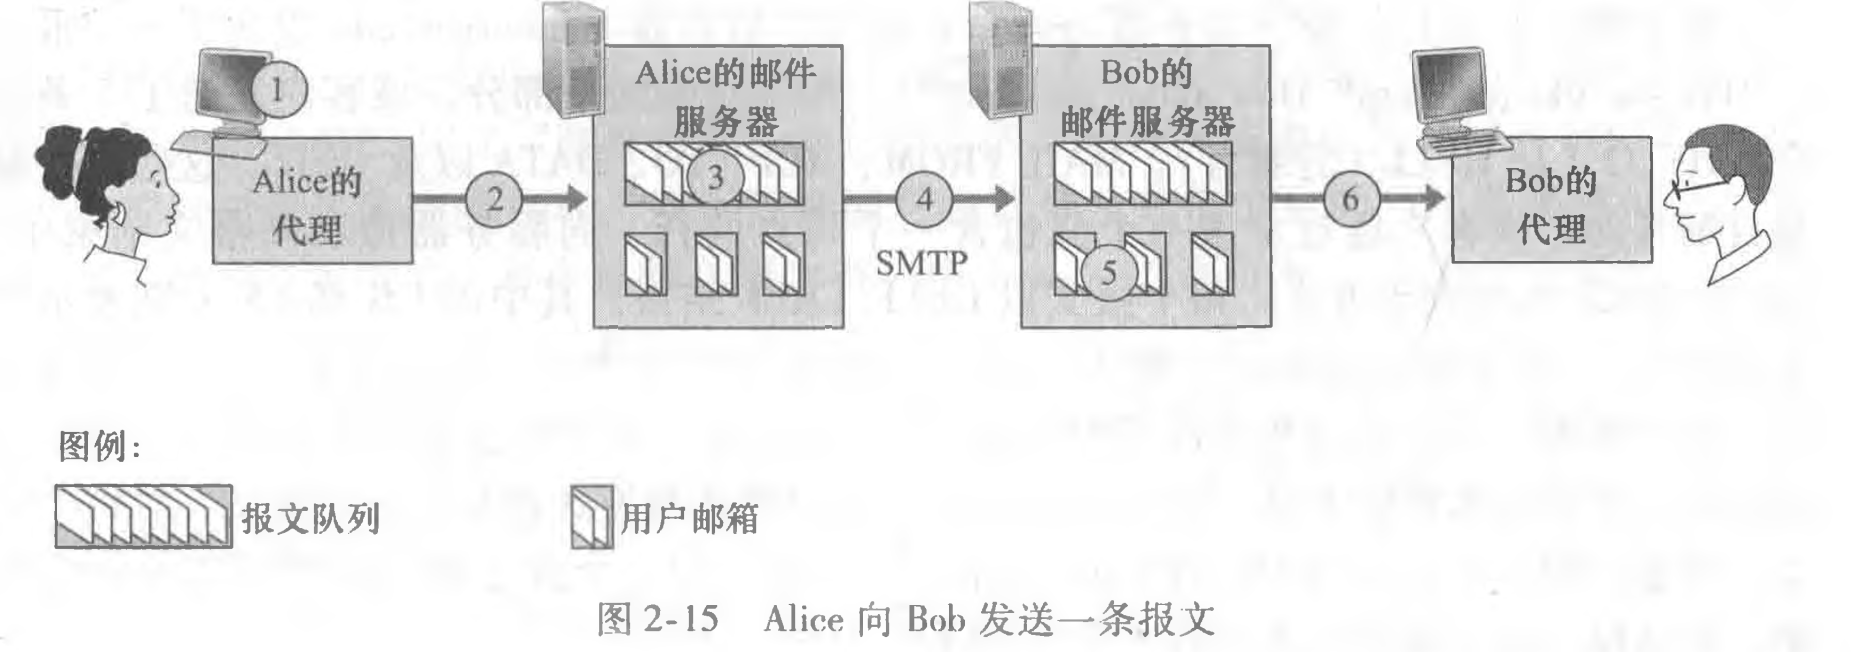 ①
Alice的
代理
②
Alice的邮件
服务器
③
④
SMTP
Bob的
邮件服务器
⑤
⑥
Bob的
代理
图例:
报文队列
用户邮箱
图 2-15 Alice 向 Bob 发送一条报文